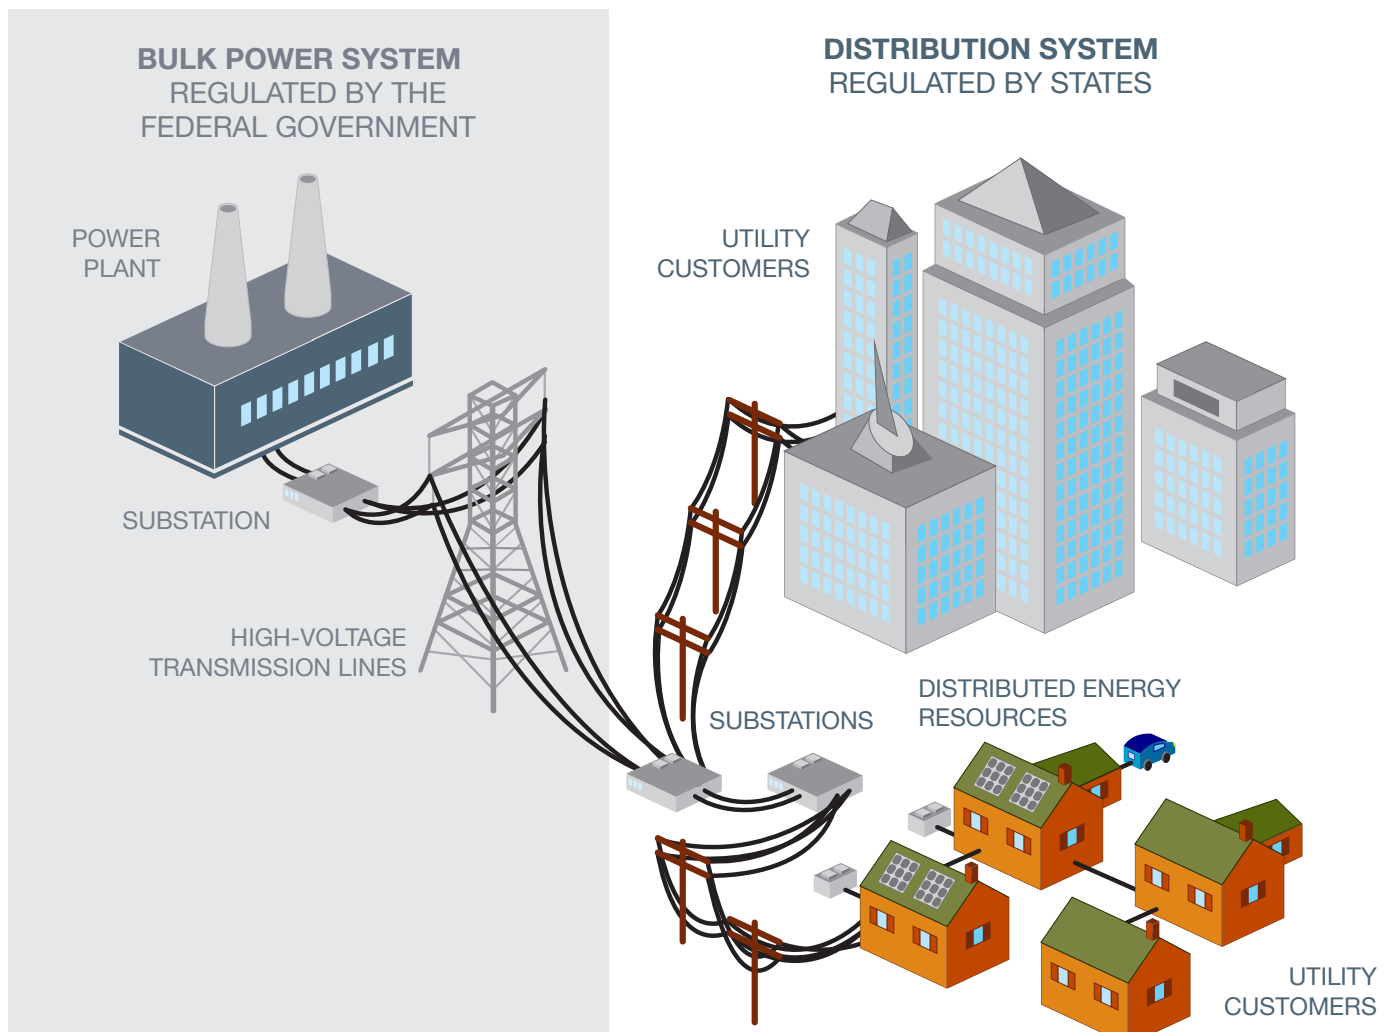 BULK POWER SYSTEM
REGULATED BY THE
FEDERAL GOVERNMENT
POWER
PLANT
SUBSTATION
HIGH-VOLTAGE
TRANSMISSION LINES
DISTRIBUTION SYSTEM
REGULATED BY STATES
UTILITY
CUSTOMERS
SUBSTATIONS
DISTRIBUTED ENERGY
RESOURCES
UTILITY
CUSTOMERS